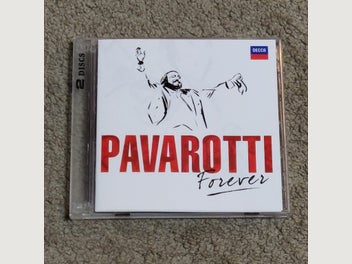 2 DISCS
DECCA
PAVAROTTI
Forever